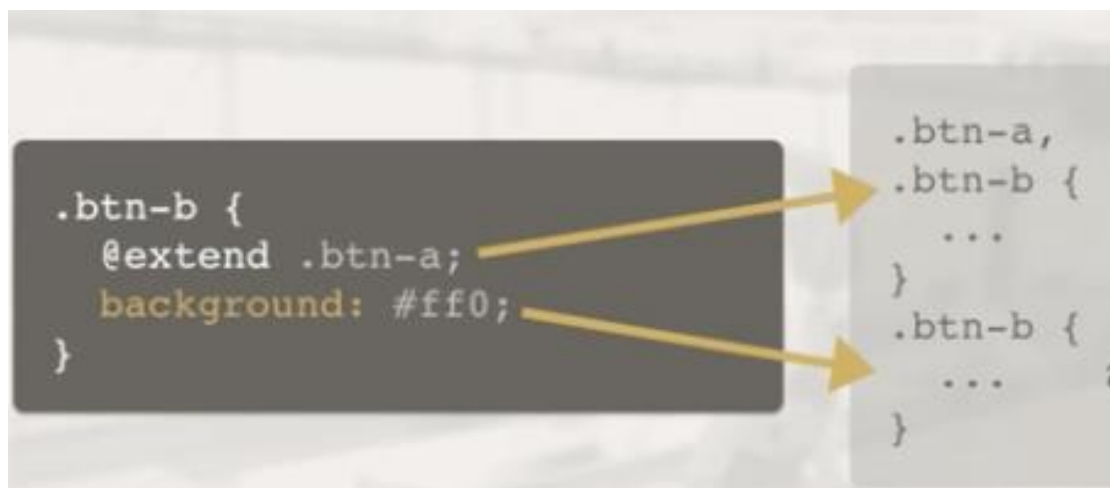 .btn-b {
@extend .btn-a;
background: #ff0;
}
.btn-a,
.btn-b {
...
}
.btn-b {
...
}